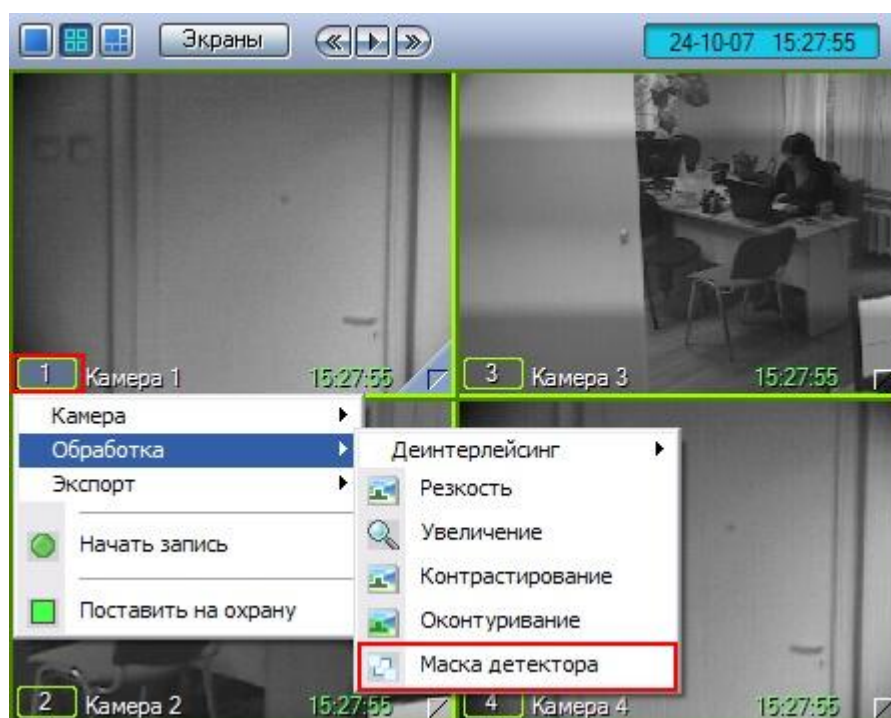 Экраны
24-10-07 15:27:55
1 Камера 1 15:27:55
3 Камера 3 15:27:55
Камера
Обработка
Экспорт
Начать запись
Поставить на охрану
Деинтерлейсинг
Резкость
Увеличение
Контрастирование
Оконтуривание
Маска детектора
2 Камера 2 15:27:55
4 Камера 4 15:27:55